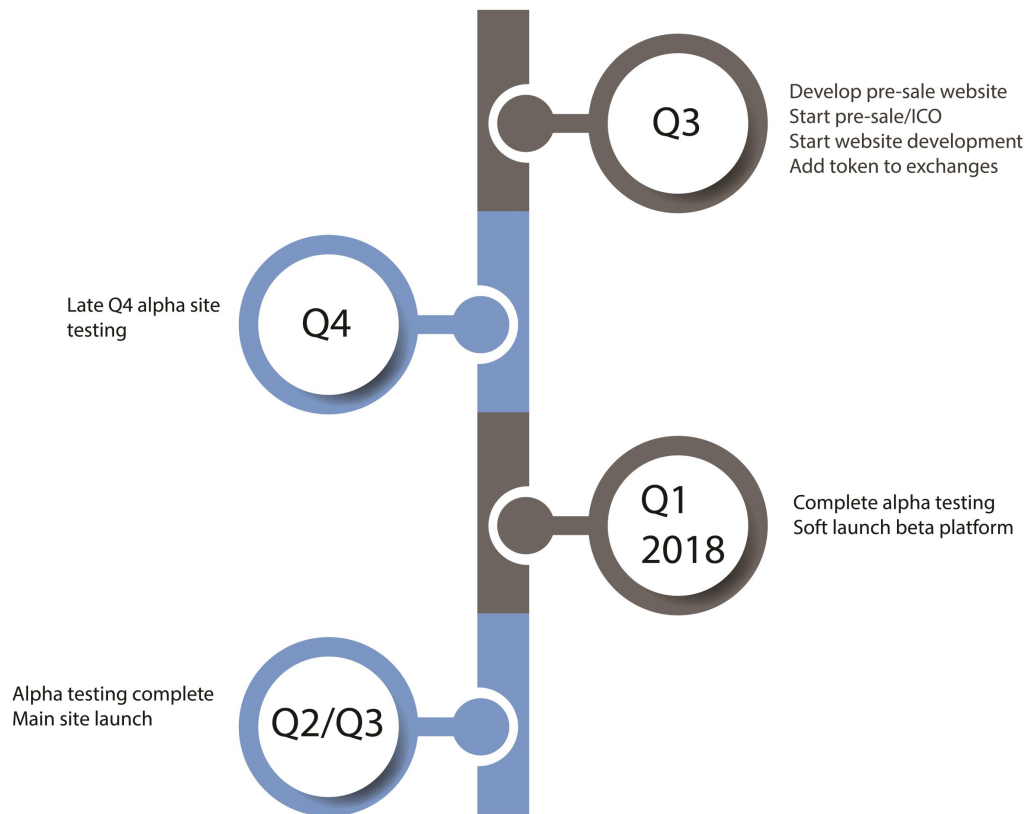 Q3
Develop pre-sale website
Start pre-sale/ICO
Start website development
Add token to exchanges
Late Q4 alpha site
testing
Q4
Q1
2018
Complete alpha testing
Soft launch beta platform
Alpha testing complete
Main site launch
Q2/Q3